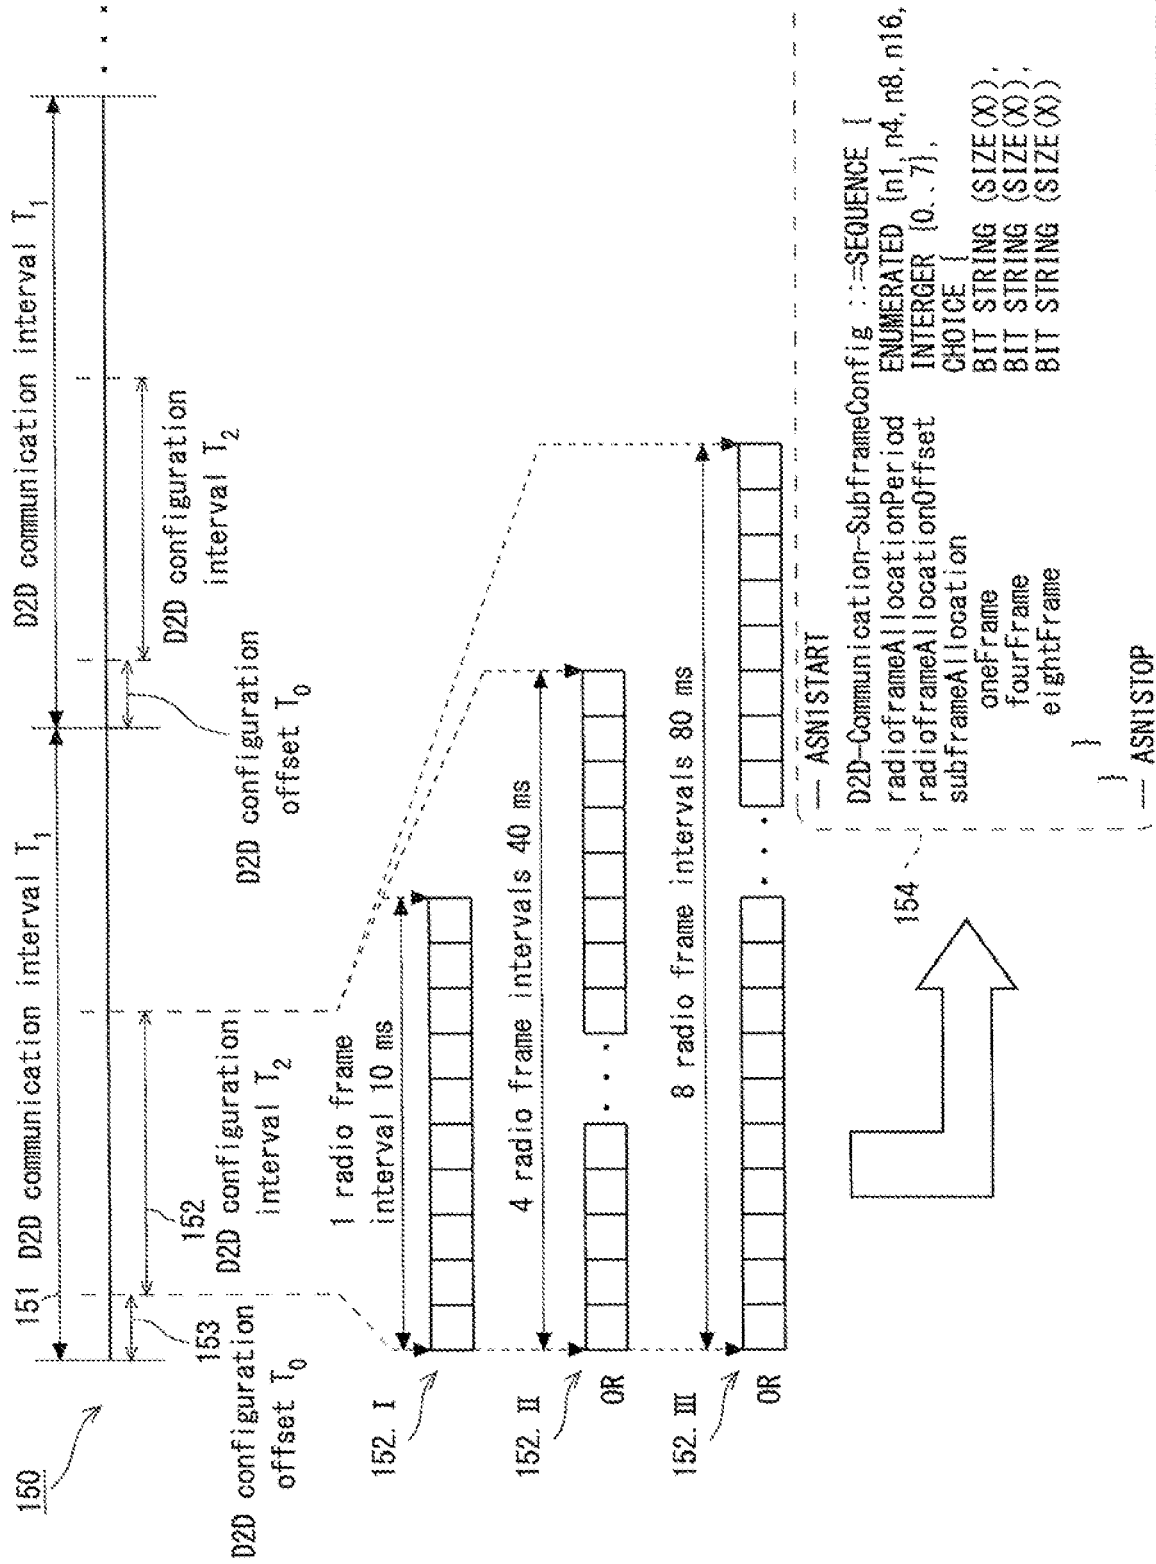 150
151 D2D communication interval T1
D2D communication interval T1
153
D2D configuration
offset T0
152
D2D configuration
interval T2
D2D configuration
offset T0
D2D configuration
interval T2
152. I
1 radio frame
interval 10 ms
152. II
OR
4 radio frame intervals 40 ms
152. III
OR
8 radio frame intervals 80 ms
154
— ASN1START
D2D-Communication-SubframeConfig ::=SEQUENCE {
radioframeAllocationPeriod ENUMERATED {n1, n4, n8, n16,
radioframeAllocationOffset INTERGER {0..7},
subframeAllocation CHOICE {
oneFrame BIT STRING (SIZE(X)),
fourFrame BIT STRING (SIZE(X)),
eightFrame BIT STRING (SIZE(X))
}
}
— ASN1STOP